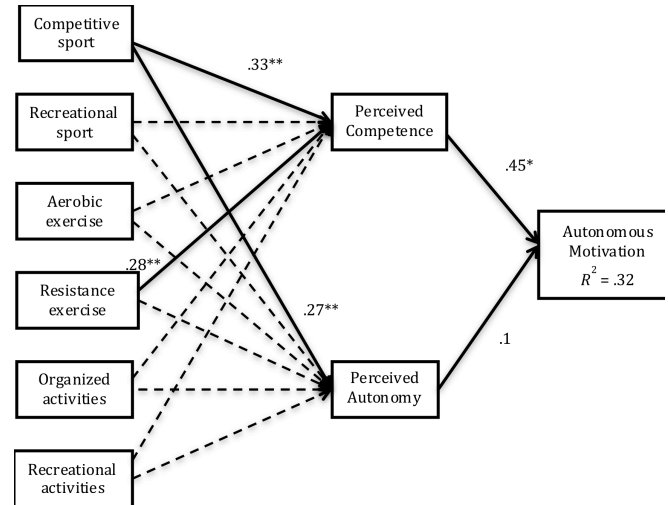 Competitive
sport
.33**
Recreational
sport
Perceived
Competence
.45*
Aerobic
exercise
Autonomous
Motivation
R² = .32
.28**
Resistance
exercise
.27**
.1
Organized
activities
Perceived
Autonomy
Recreational
activities